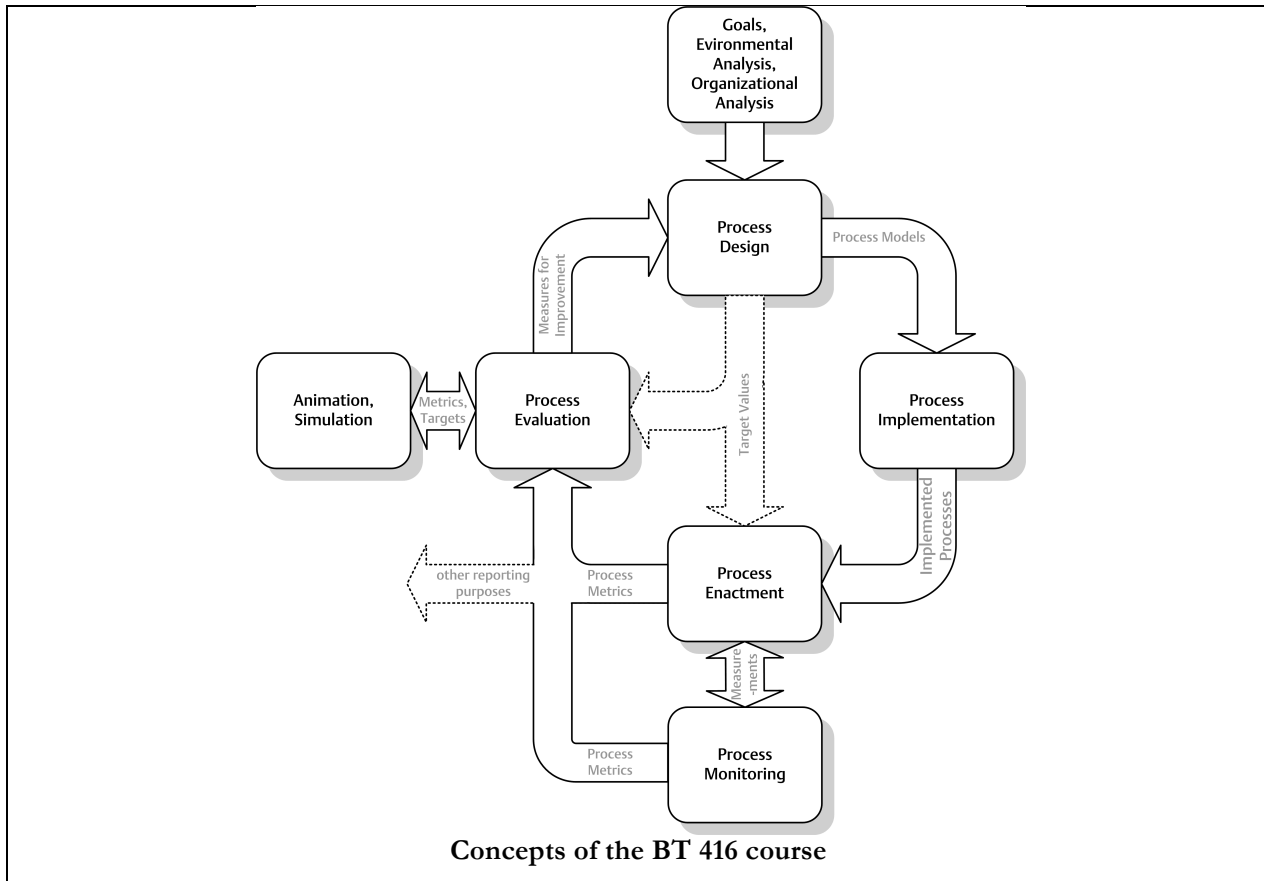 Goals,
Evironmental
Analysis,
Organizational
Analysis
Process
Design
Process Models
Measures for
Improvement
Animation,
Simulation
Metrics,
Targets
Process
Evaluation
Target Values
Process
Implementation
Implemented
Processes
other reporting
purposes
Process
Metrics
Process
Enactment
Measure
-ments
Process
Metrics
Process
Monitoring
Concepts of the BT 416 course